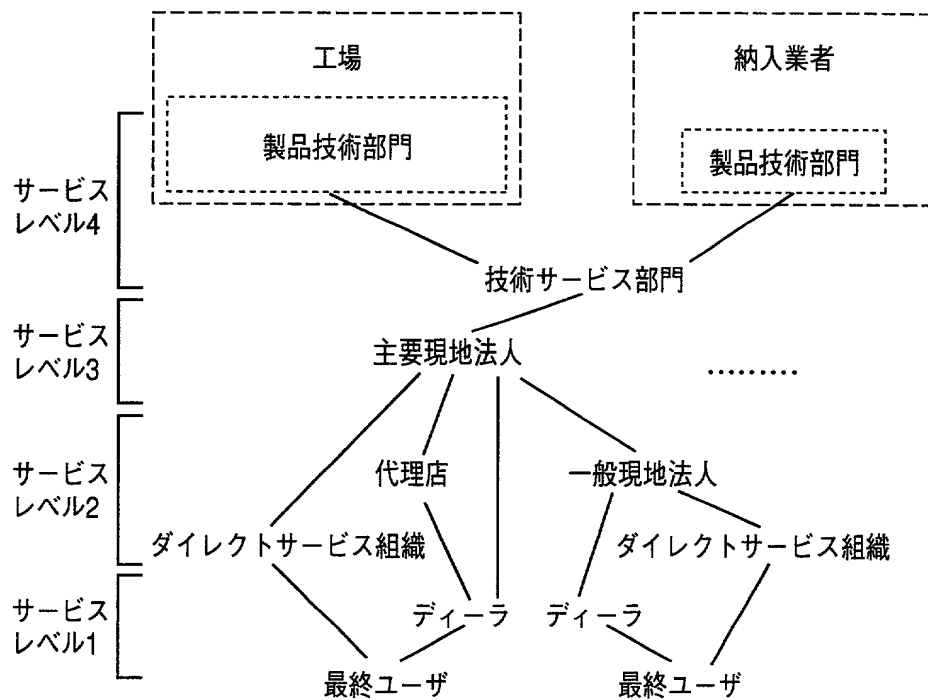 工場
納入業者
製品技術部門
製品技術部門
サービス
レベル4
技術サービス部門
サービス
レベル3
主要現地法人
.........
サービス
レベル2
代理店
一般現地法人
ダイレクトサービス組織
ダイレクトサービス組織
サービス
レベル1
ディーラ
ディーラ
最終ユーザ
最終ユーザ